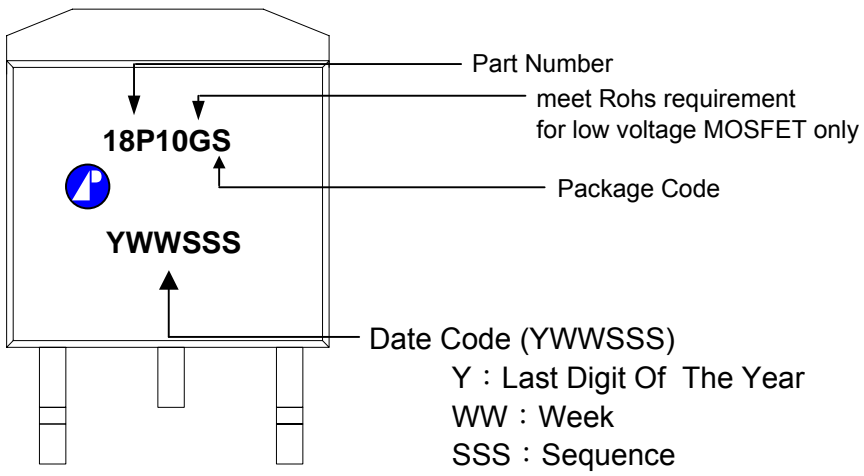 Part Number
meet Rohs requirement
for low voltage MOSFET only
18P10GS
Package Code
YWWSSS
Date Code (YWWSSS)
Y：Last Digit Of The Year
WW：Week
SSS：Sequence